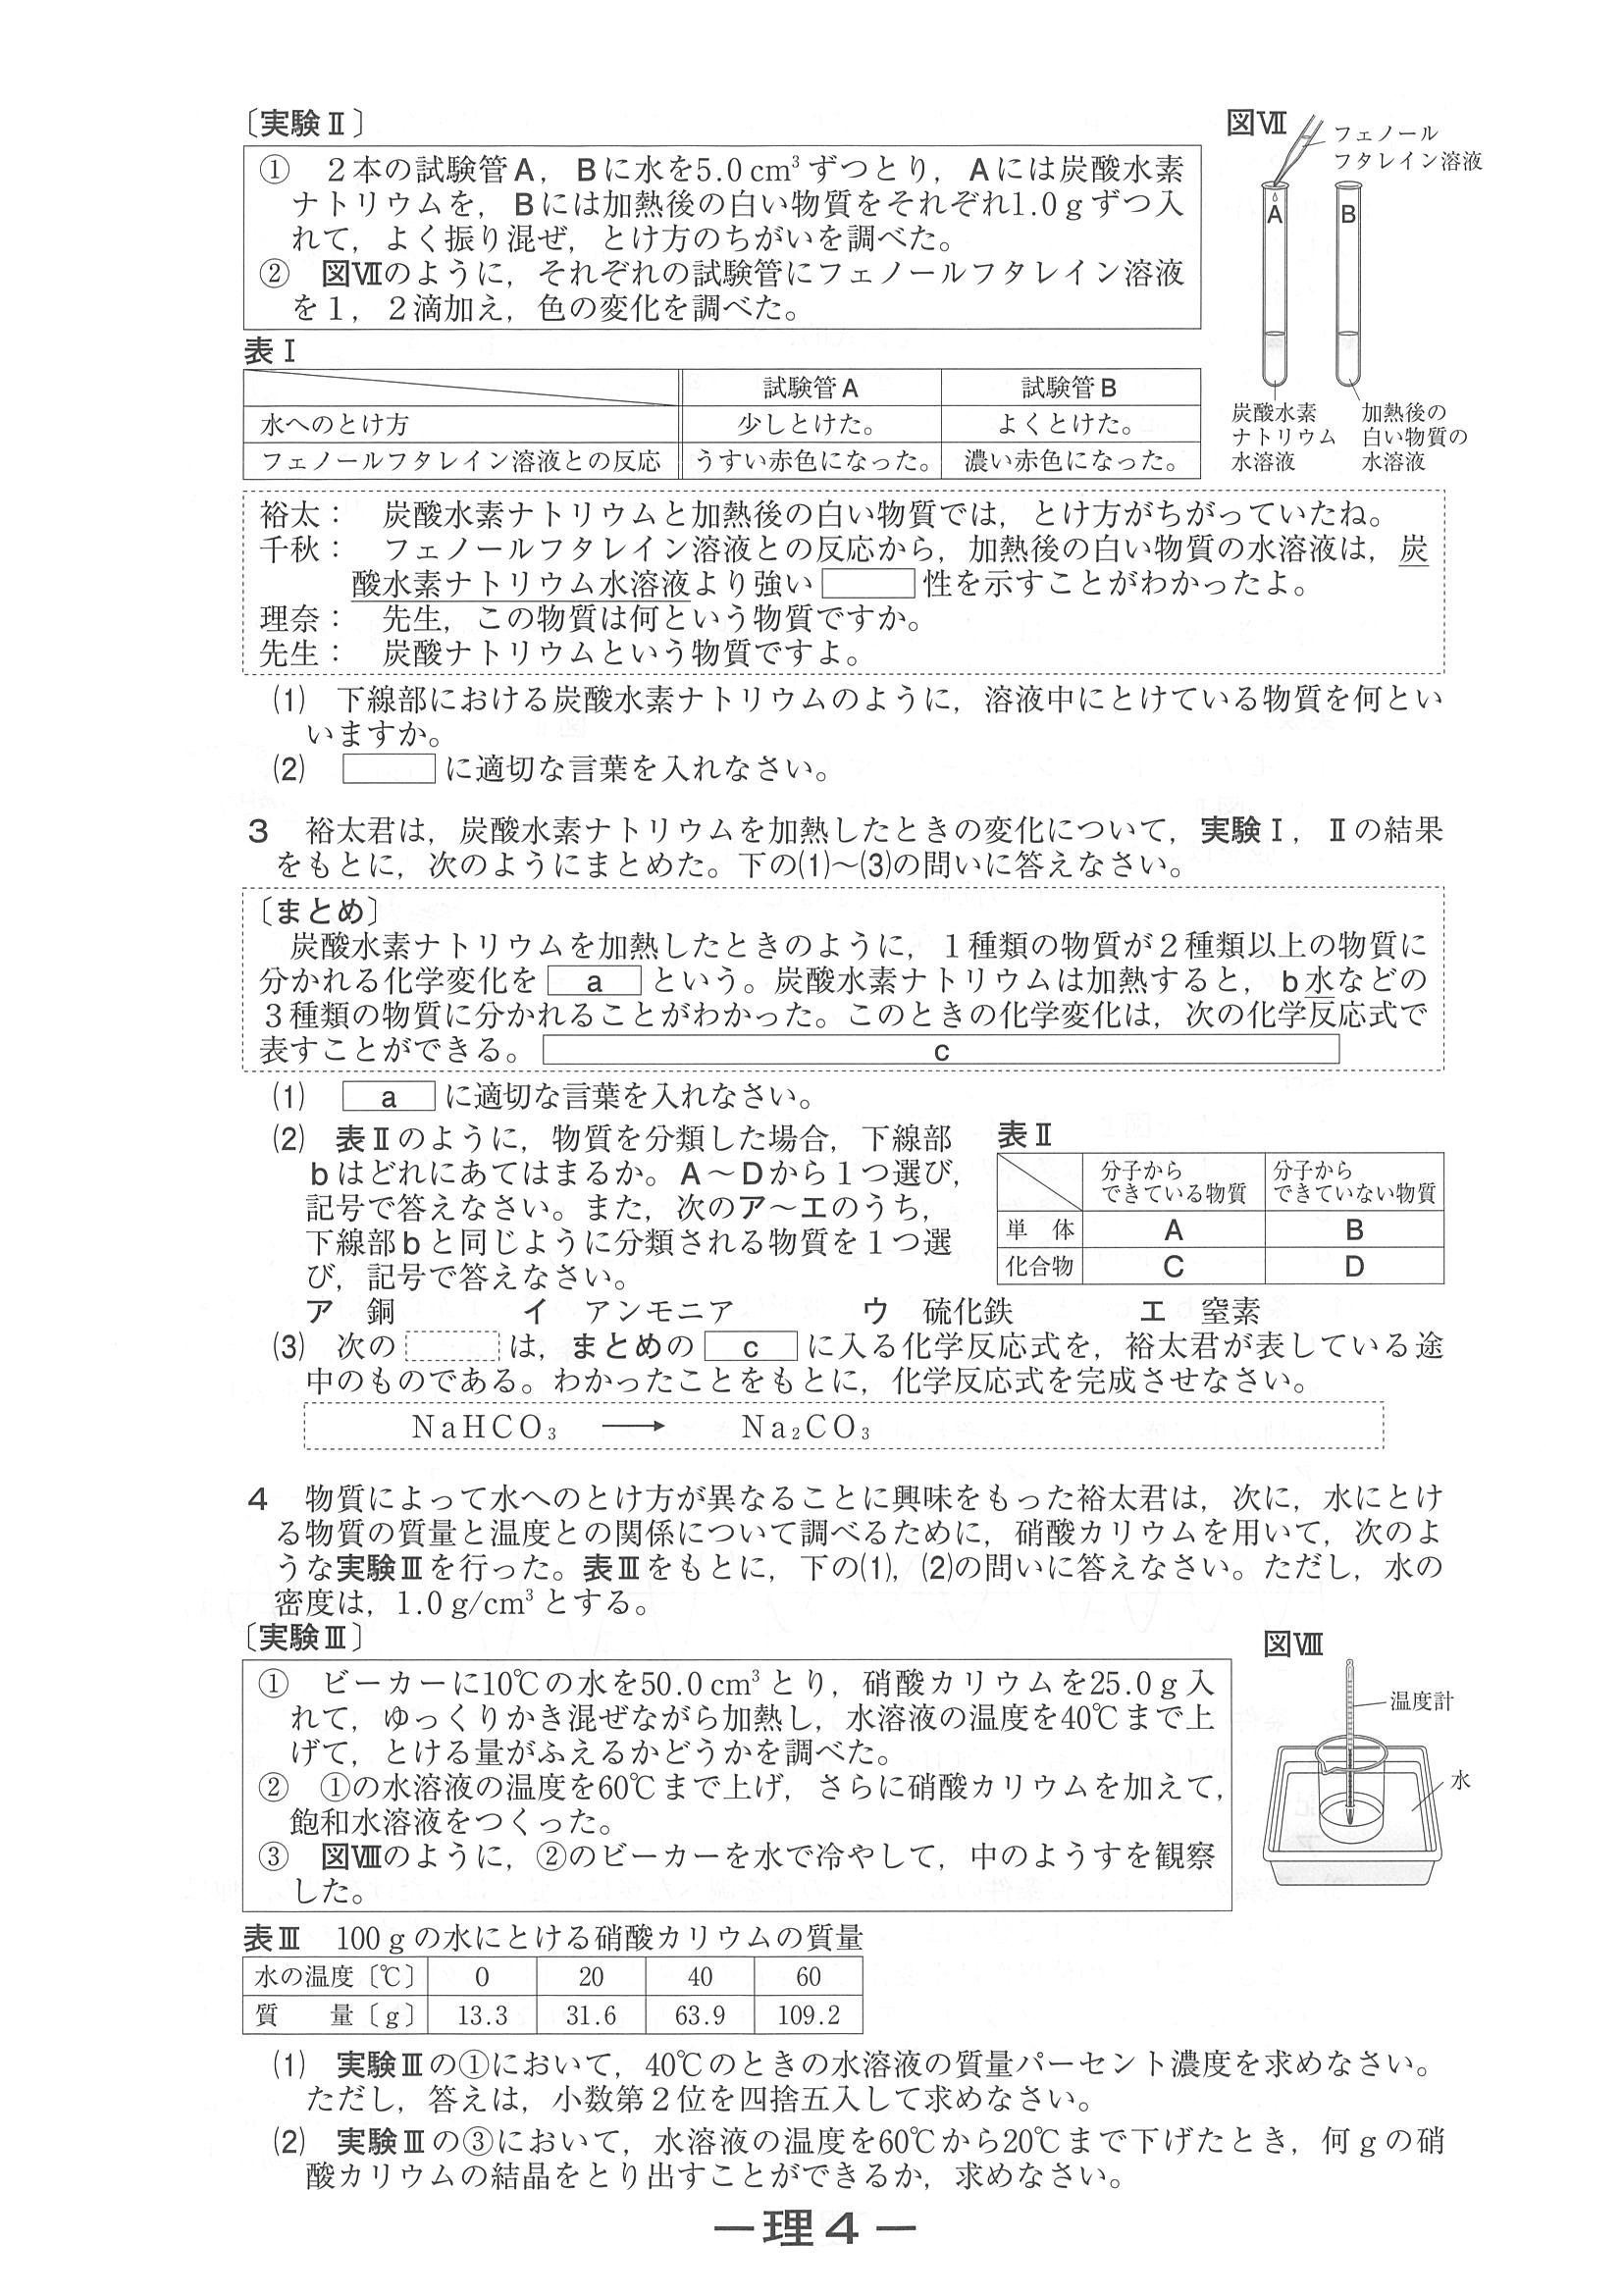 〔実験Ⅱ〕
① 2本の試験管A，Bに水を5.0cm³ずつとり，Aには炭酸水素
ナトリウムを，Bには加熱後の白い物質をそれぞれ1.0gずつ入
れて，よく振り混ぜ，とけ方のちがいを調べた。
② 図Ⅶのように，それぞれの試験管にフェノールフタレイン溶液
を1，2滴加え，色の変化を調べた。
図Ⅶ
フェノール
フタレイン溶液
A B
炭酸水素
ナトリウム
水溶液
加熱後の
白い物質の
水溶液
表Ⅰ
試験管A 試験管B
水へのとけ方 少しとけた。 よくとけた。
フェノールフタレイン溶液との反応 うすい赤色になった。 濃い赤色になった。
裕太： 炭酸水素ナトリウムと加熱後の白い物質では，とけ方がちがっていたね。
千秋： フェノールフタレイン溶液との反応から，加熱後の白い物質の水溶液は，炭
酸水素ナトリウム水溶液より強い 性を示すことがわかったよ。
理奈： 先生，この物質は何という物質ですか。
先生： 炭酸ナトリウムという物質ですよ。
⑴ 下線部における炭酸水素ナトリウムのように，溶液中にとけている物質を何とい
いますか。
⑵ に適切な言葉を入れなさい。
3 裕太君は，炭酸水素ナトリウムを加熱したときの変化について，実験Ⅰ，Ⅱの結果
をもとに，次のようにまとめた。下の⑴～⑶の問いに答えなさい。
〔まとめ〕
炭酸水素ナトリウムを加熱したときのように，1種類の物質が2種類以上の物質に
分かれる化学変化を a という。炭酸水素ナトリウムは加熱すると，b水などの
3種類の物質に分かれることがわかった。このときの化学変化は，次の化学反応式で
表すことができる。 c
⑴ a に適切な言葉を入れなさい。
⑵ 表Ⅱのように，物質を分類した場合，下線部
bはどれにあてはまるか。A～Dから1つ選び，
記号で答えなさい。また，次のア～エのうち，
下線部bと同じように分類される物質を1つ選
び，記号で答えなさい。
表Ⅱ
分子から
できている物質
分子から
できていない物質
単 体 A B
化合物 C D
ア 銅 イ アンモニア ウ 硫化鉄 エ 窒素
⑶ 次の は，まとめの c に入る化学反応式を，裕太君が表している途
中のものである。わかったことをもとに，化学反応式を完成させなさい。
NaHCO₃ ⟶ Na₂CO₃
4 物質によって水へのとけ方が異なることに興味をもった裕太君は，次に，水にとけ
る物質の質量と温度との関係について調べるために，硝酸カリウムを用いて，次のよ
うな実験Ⅲを行った。表Ⅲをもとに，下の⑴，⑵の問いに答えなさい。ただし，水の
密度は，1.0g/cm³とする。
〔実験Ⅲ〕
① ビーカーに10℃の水を50.0cm³とり，硝酸カリウムを25.0g入
れて，ゆっくりかき混ぜながら加熱し，水溶液の温度を40℃まで上
げて，とける量がふえるかどうかを調べた。
② ①の水溶液の温度を60℃まで上げ，さらに硝酸カリウムを加えて，
飽和水溶液をつくった。
③ 図Ⅷのように，②のビーカーを水で冷やして，中のようすを観察
した。
図Ⅷ
温度計
水
表Ⅲ 100gの水にとける硝酸カリウムの質量
水の温度〔℃〕 0 20 40 60
質 量〔g〕 13.3 31.6 63.9 109.2
⑴ 実験Ⅲの①において，40℃のときの水溶液の質量パーセント濃度を求めなさい。
ただし，答えは，小数第2位を四捨五入して求めなさい。
⑵ 実験Ⅲの③において，水溶液の温度を60℃から20℃まで下げたとき，何gの硝
酸カリウムの結晶をとり出すことができるか，求めなさい。
―理4―